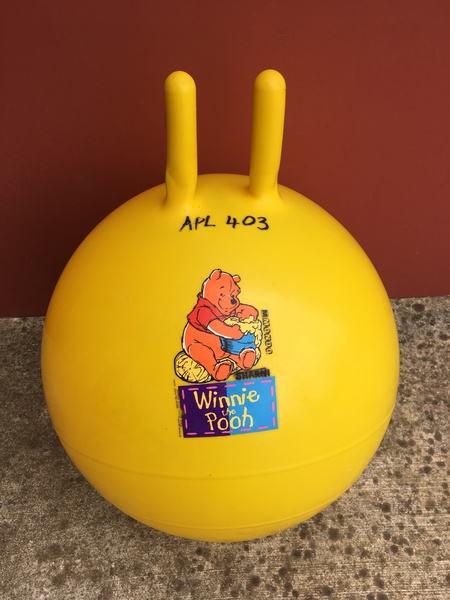 APL 403
Winnie
the
Pooh